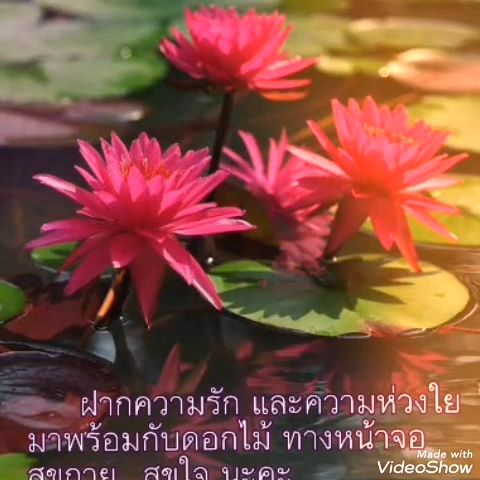 ฝากความรัก และความห่วงใย
มาพร้อมกับดอกไม้ ทางหน้าจอ
สุขกาย สุขใจ นะคะ
Made with
VideoShow